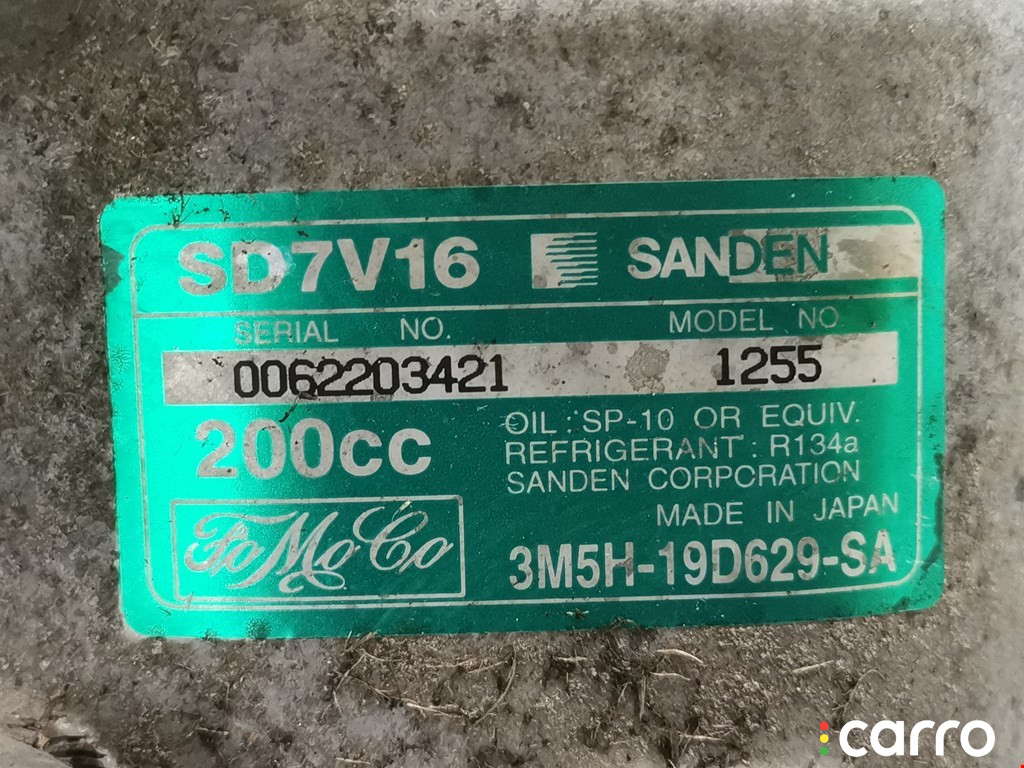 SD7V16 SANDEN
SERIAL NO. MODEL NO
0062203421 1255
200cc
OIL : SP-10 OR EQUIV.
REFRIGERANT : R134a
SANDEN CORPORATION
MADE IN JAPAN
FoMoCo
3M5H-19D629-SA
carro